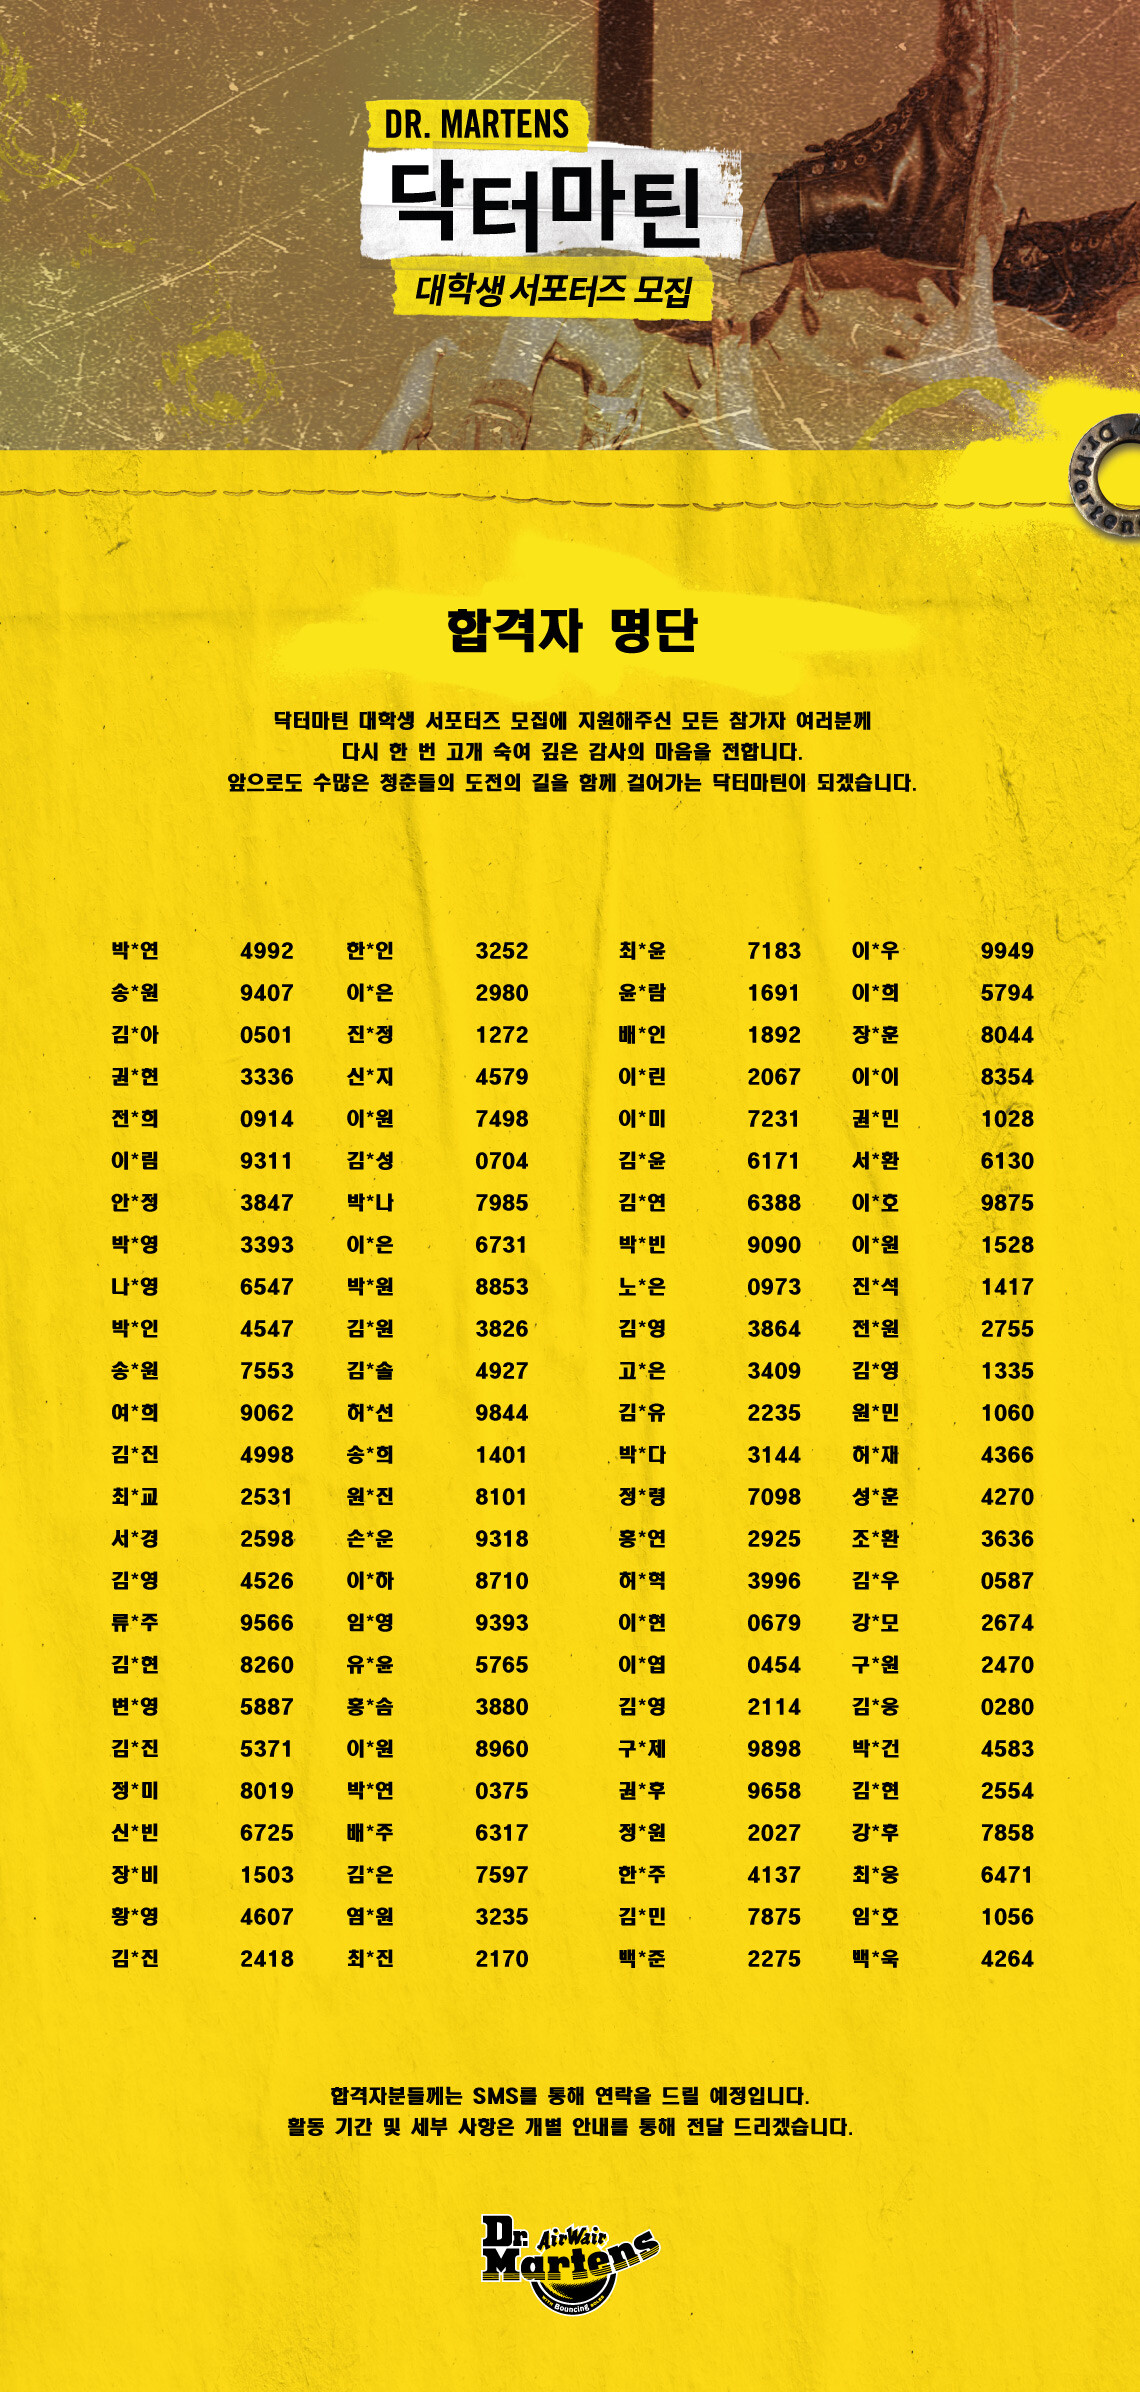 DR. MARTENS
닥터마틴
대학생 서포터즈 모집
Dr. Martens
합격자 명단
닥터마틴 대학생 서포터즈 모집에 지원해주신 모든 참가자 여러분께
다시 한 번 고개 숙여 깊은 감사의 마음을 전합니다.
앞으로도 수많은 청춘들의 도전의 길을 함께 걸어가는 닥터마틴이 되겠습니다.
박*연 4992 한*인 3252 최*윤 7183 이*우 9949
송*원 9407 이*은 2980 윤*람 1691 이*희 5794
김*아 0501 진*정 1272 배*인 1892 장*훈 8044
권*현 3336 신*지 4579 이*린 2067 이*이 8354
전*희 0914 이*원 7498 이*미 7231 권*민 1028
이*림 9311 김*성 0704 김*윤 6171 서*환 6130
안*정 3847 박*나 7985 김*연 6388 이*호 9875
박*영 3393 이*은 6731 박*빈 9090 이*원 1528
나*영 6547 박*원 8853 노*은 0973 진*석 1417
박*인 4547 김*원 3826 김*영 3864 전*원 2755
송*원 7553 김*솔 4927 고*은 3409 김*영 1335
여*희 9062 허*선 9844 김*유 2235 원*민 1060
김*진 4998 송*희 1401 박*다 3144 허*재 4366
최*교 2531 원*진 8101 정*령 7098 성*훈 4270
서*경 2598 손*운 9318 홍*연 2925 조*환 3636
김*영 4526 이*하 8710 허*혁 3996 김*우 0587
류*주 9566 임*영 9393 이*현 0679 강*모 2674
김*현 8260 유*윤 5765 이*엽 0454 구*원 2470
변*영 5887 홍*솜 3880 김*영 2114 김*웅 0280
김*진 5371 이*원 8960 구*제 9898 박*건 4583
정*미 8019 박*연 0375 권*후 9658 김*현 2554
신*빈 6725 배*주 6317 정*원 2027 강*후 7858
장*비 1503 김*은 7597 한*주 4137 최*웅 6471
황*영 4607 염*원 3235 김*민 7875 임*호 1056
김*진 2418 최*진 2170 백*준 2275 백*욱 4264
합격자분들께는 SMS를 통해 연락을 드릴 예정입니다.
활동 기간 및 세부 사항은 개별 안내를 통해 전달 드리겠습니다.
Dr. AirWair
Martens
WITH Bouncing SOLES